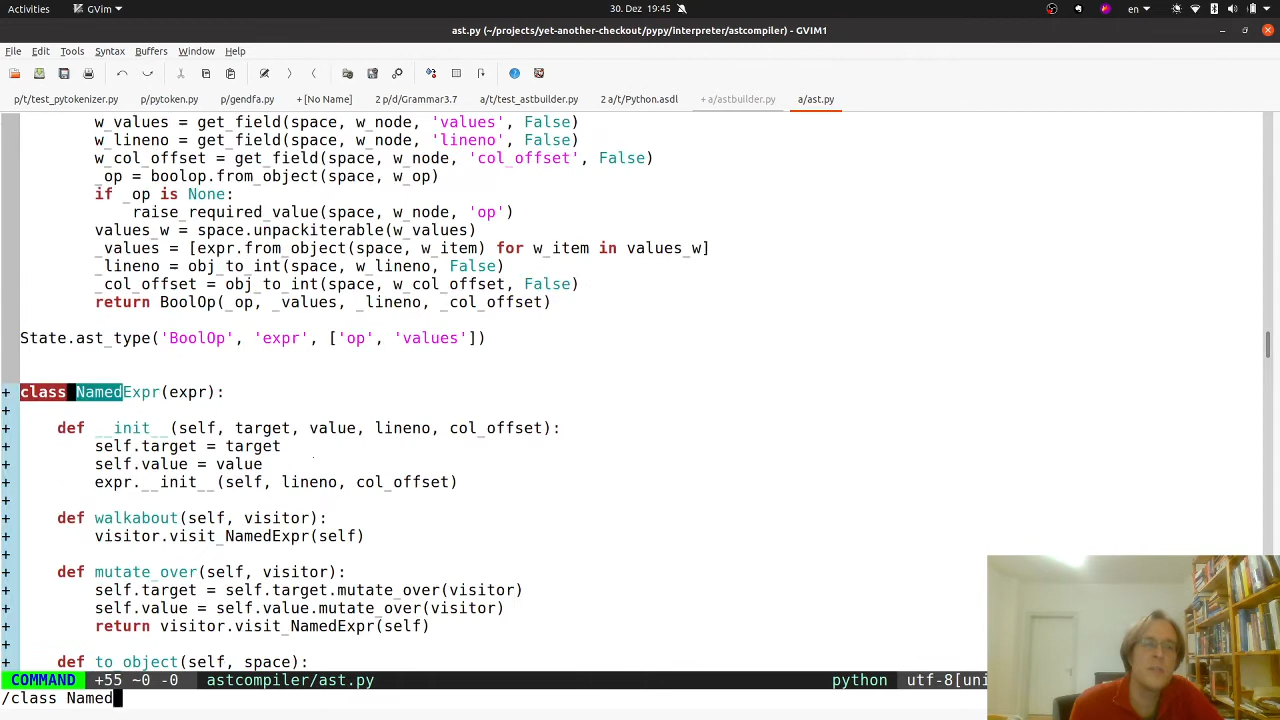 Activities GVim 30. Dez 19:45 en
ast.py (~/projects/yet-another-checkout/pypy/interpreter/astcompiler) - GVIM1
File Edit Tools Syntax Buffers Window Help
p/t/test_pytokenizer.py p/pytoken.py p/gendfa.py + [No Name] 2 p/d/Grammar3.7 a/t/test_astbuilder.py 2 a/t/Python.asdl + a/astbuilder.py a/ast.py
w_values = get_field(space, w_node, 'values', False)
w_lineno = get_field(space, w_node, 'lineno', False)
w_col_offset = get_field(space, w_node, 'col_offset', False)
_op = boolop.from_object(space, w_op)
if _op is None:
raise_required_value(space, w_node, 'op')
values_w = space.unpackiterable(w_values)
_values = [expr.from_object(space, w_item) for w_item in values_w]
_lineno = obj_to_int(space, w_lineno, False)
_col_offset = obj_to_int(space, w_col_offset, False)
return BoolOp(_op, _values, _lineno, _col_offset)
State.ast_type('BoolOp', 'expr', ['op', 'values'])
+ class NamedExpr(expr):
+
+ def __init__(self, target, value, lineno, col_offset):
+ self.target = target
+ self.value = value
+ expr.__init__(self, lineno, col_offset)
+
+ def walkabout(self, visitor):
+ visitor.visit_NamedExpr(self)
+
+ def mutate_over(self, visitor):
+ self.target = self.target.mutate_over(visitor)
+ self.value = self.value.mutate_over(visitor)
+ return visitor.visit_NamedExpr(self)
+
+ def to_object(self, space):
COMMAND +55 ~0 -0 astcompiler/ast.py python utf-8[uni
/class Named